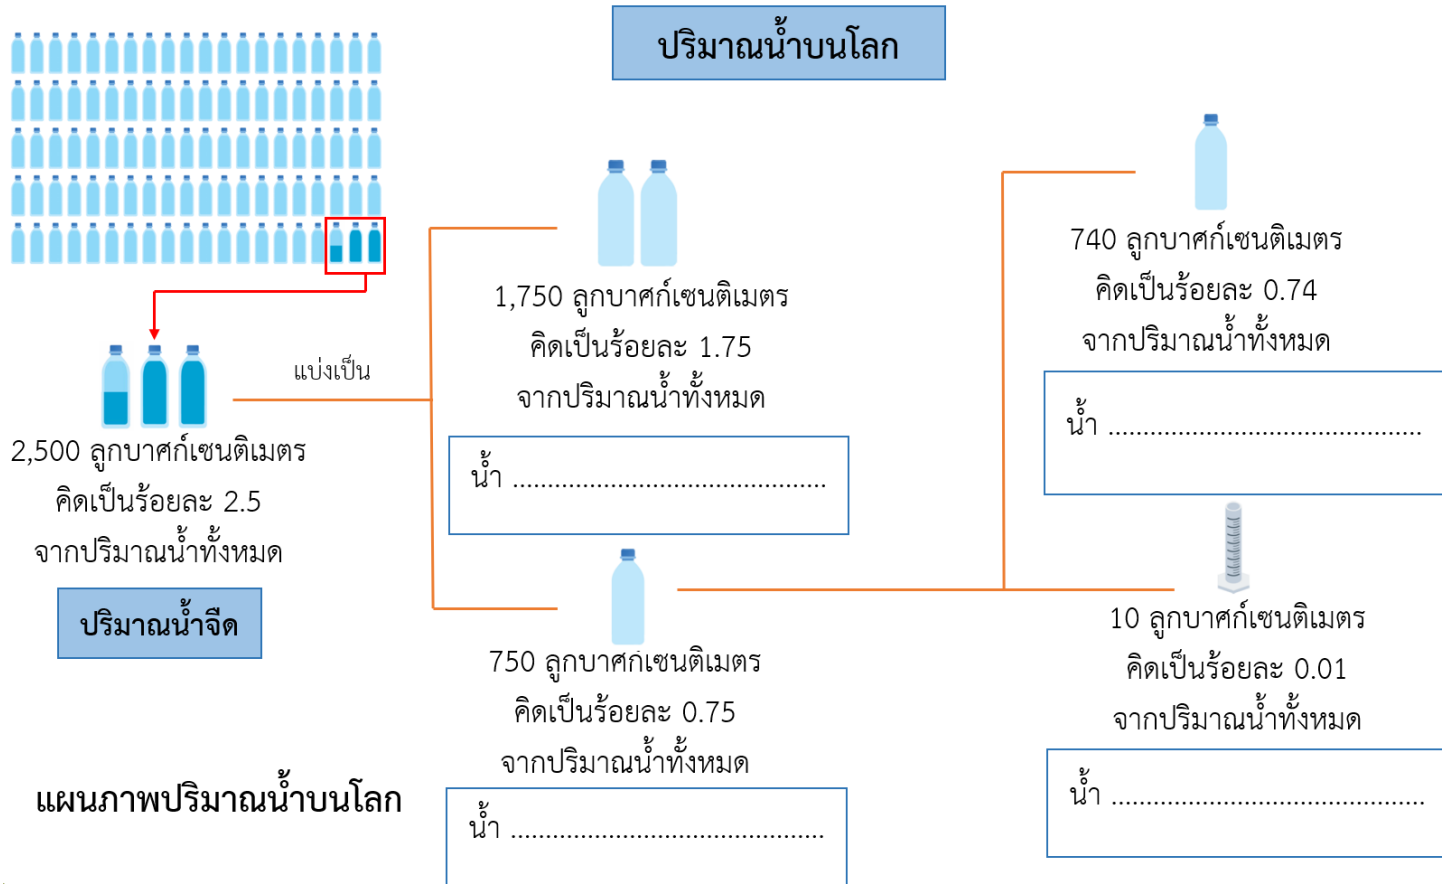 ปริมาณน้ำบนโลก
2,500 ลูกบาศก์เซนติเมตร
คิดเป็นร้อยละ 2.5
จากปริมาณน้ำทั้งหมด
ปริมาณน้ำจืด
แบ่งเป็น
1,750 ลูกบาศก์เซนติเมตร
คิดเป็นร้อยละ 1.75
จากปริมาณน้ำทั้งหมด
น้ำ .............................................
750 ลูกบาศก์เซนติเมตร
คิดเป็นร้อยละ 0.75
จากปริมาณน้ำทั้งหมด
น้ำ .............................................
740 ลูกบาศก์เซนติเมตร
คิดเป็นร้อยละ 0.74
จากปริมาณน้ำทั้งหมด
น้ำ .............................................
10 ลูกบาศก์เซนติเมตร
คิดเป็นร้อยละ 0.01
จากปริมาณน้ำทั้งหมด
น้ำ .............................................
แผนภาพปริมาณน้ำบนโลก